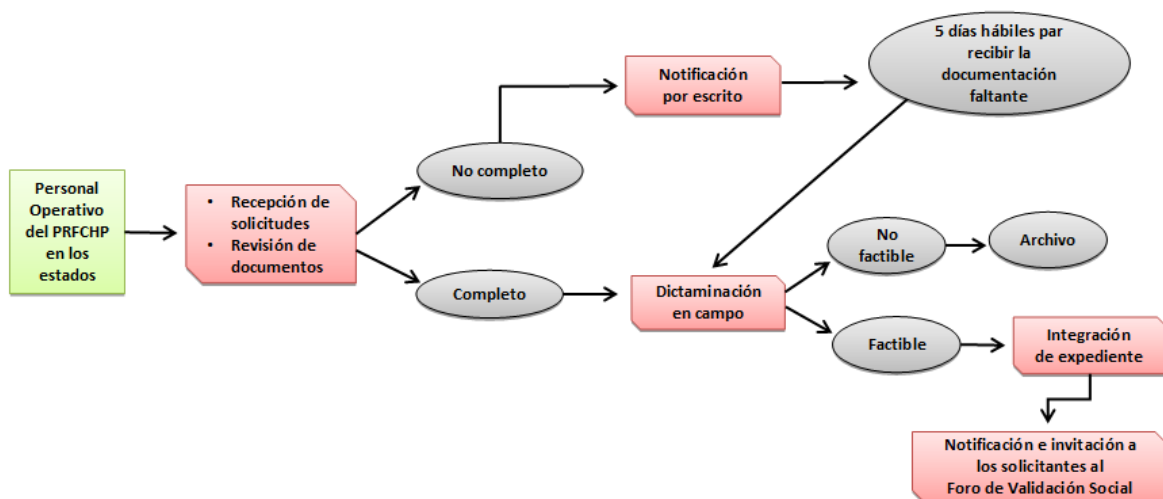 Personal
Operativo
del PRFCHP
en los
estados
• Recepción de
solicitudes
• Revisión de
documentos
No completo
Completo
Notificación
por escrito
5 días hábiles par
recibir la
documentación
faltante
Dictaminación
en campo
No
factible
Archivo
Factible
Integración
de expediente
Notificación e invitación a
los solicitantes al
Foro de Validación Social